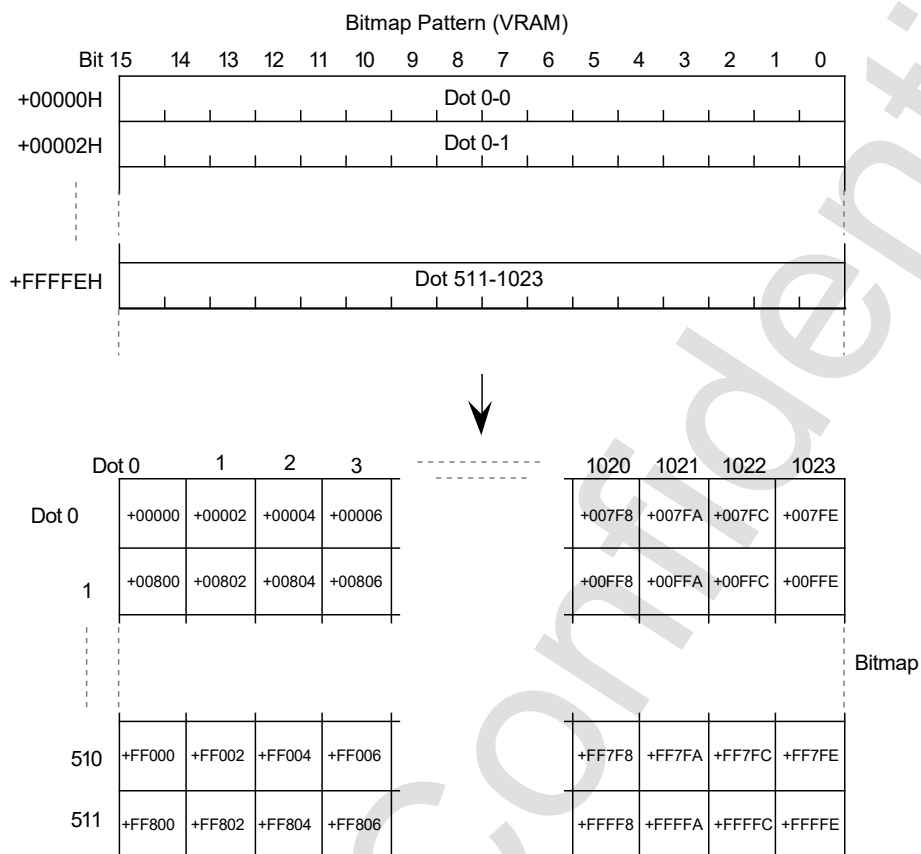 Bitmap Pattern (VRAM)
Bit 15 14 13 12 11 10 9 8 7 6 5 4 3 2 1 0
+00000H Dot 0-0
+00002H Dot 0-1
+FFFFEH Dot 511-1023
Dot 0 1 2 3 1020 1021 1022 1023
Dot 0 +00000 +00002 +00004 +00006 +007F8 +007FA +007FC +007FE
1 +00800 +00802 +00804 +00806 +00FF8 +00FFA +00FFC +00FFE
Bitmap
510 +FF000 +FF002 +FF004 +FF006 +FF7F8 +FF7FA +FF7FC +FF7FE
511 +FF800 +FF802 +FF804 +FF806 +FFFF8 +FFFFA +FFFFC +FFFFE
Confidenti